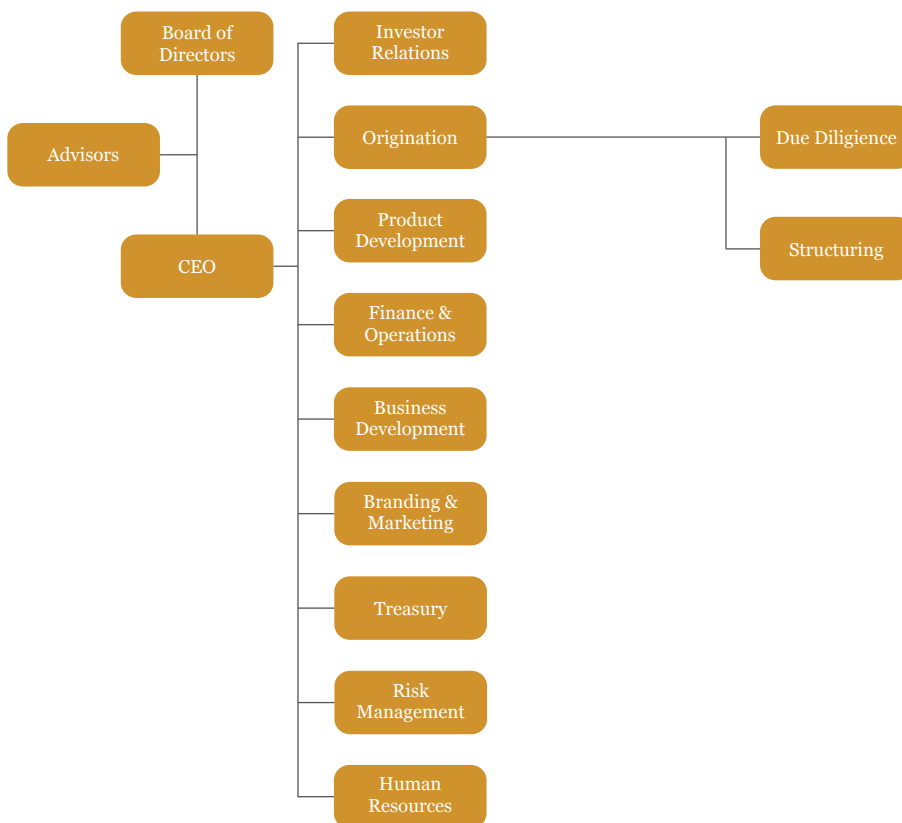 Board of
Directors
Advisors
CEO
Investor
Relations
Origination
Due Diligience
Structuring
Product
Development
Finance &
Operations
Business
Development
Branding &
Marketing
Treasury
Risk
Management
Human
Resources